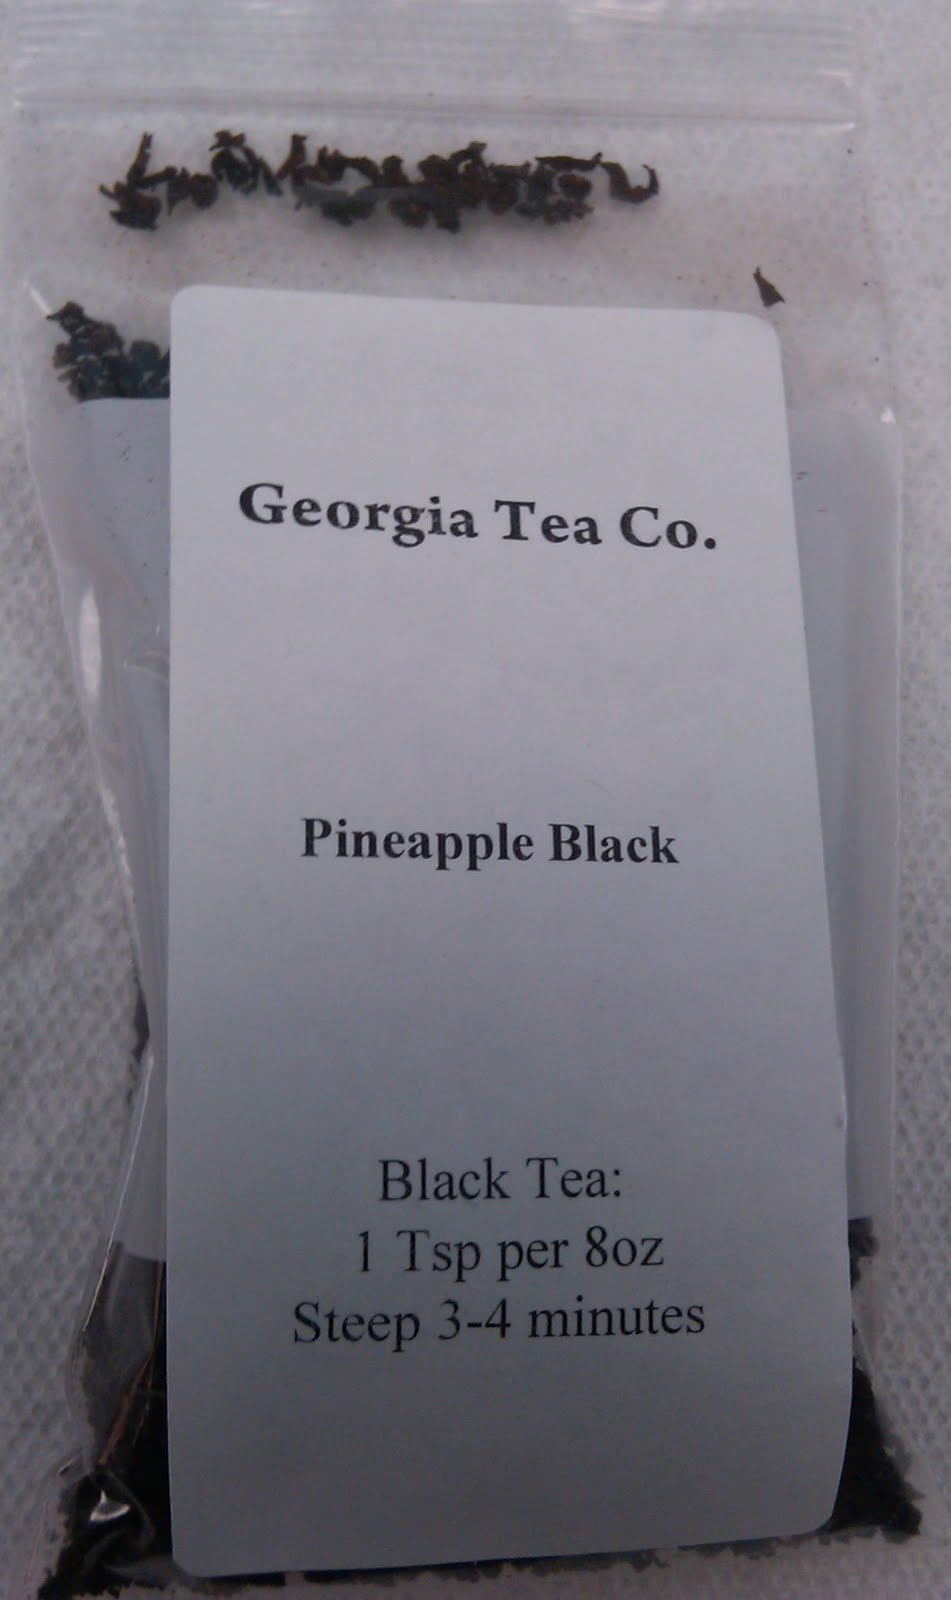 Georgia Tea Co.
Pineapple Black
Black Tea:
1 Tsp per 8oz
Steep 3-4 minutes